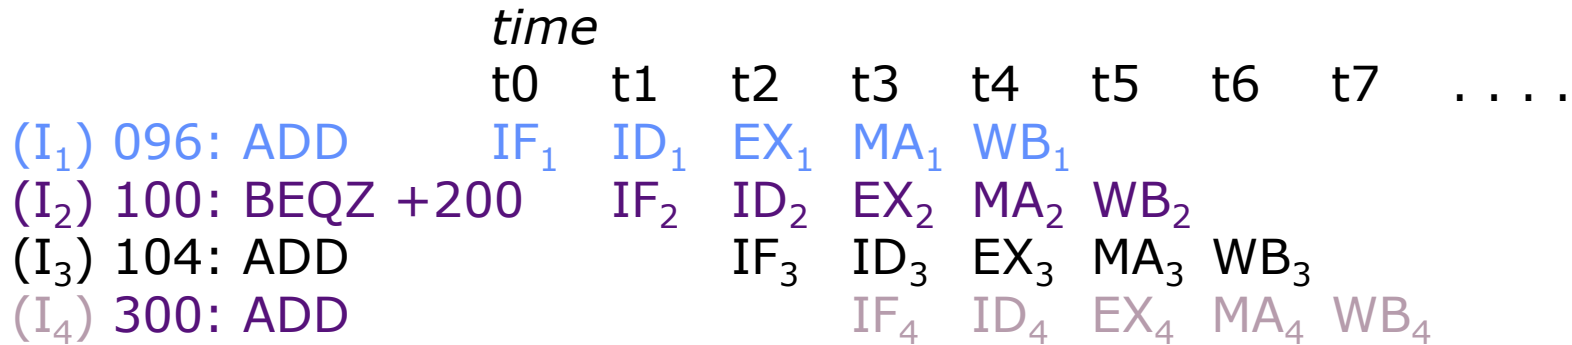 time
t0 t1 t2 t3 t4 t5 t6 t7 . . . .
(I₁) 096: ADD IF₁ ID₁ EX₁ MA₁ WB₁
(I₂) 100: BEQZ +200 IF₂ ID₂ EX₂ MA₂ WB₂
(I₃) 104: ADD IF₃ ID₃ EX₃ MA₃ WB₃
(I₄) 300: ADD IF₄ ID₄ EX₄ MA₄ WB₄